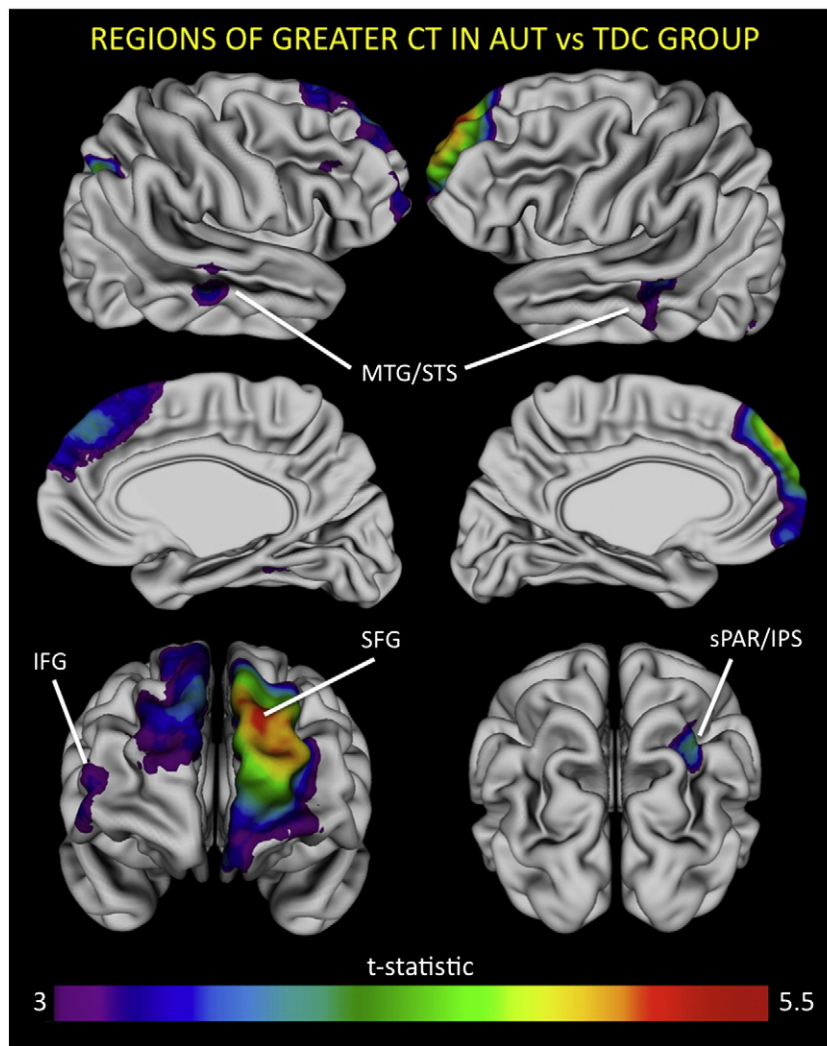 REGIONS OF GREATER CT IN AUT vs TDC GROUP
MTG/STS
IFG
SFG
sPAR/IPS
t-statistic
3
5.5